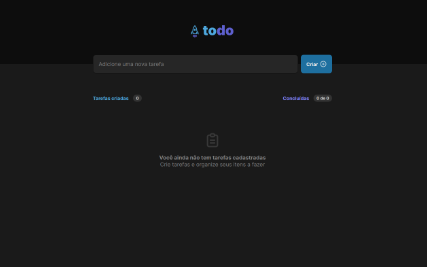 todo
Adicione uma nova tarefa
Criar
Tarefas criadas 0
Concluídas 0 de 0
Você ainda não tem tarefas cadastradas
Crie tarefas e organize seus itens a fazer